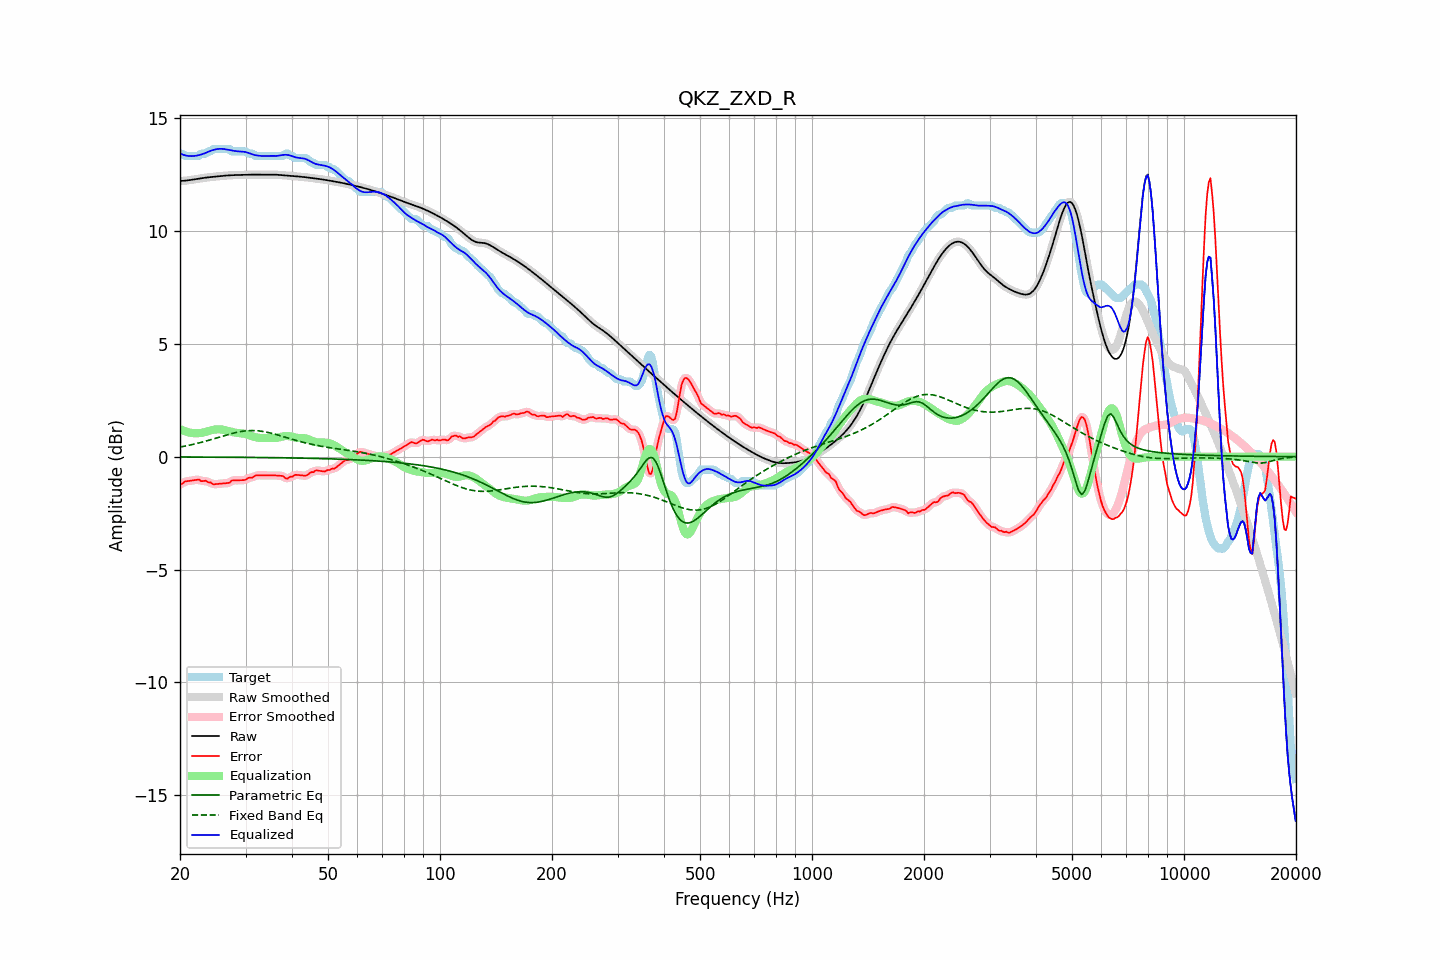 QKZ_ZXD_R
15
10
5
0
−5
−10
−15
Amplitude (dBr)
Target
Raw Smoothed
Error Smoothed
Raw
Error
Equalization
Parametric Eq
Fixed Band Eq
Equalized
20 50 100 200 500 1000 2000 5000 10000 20000
Frequency (Hz)